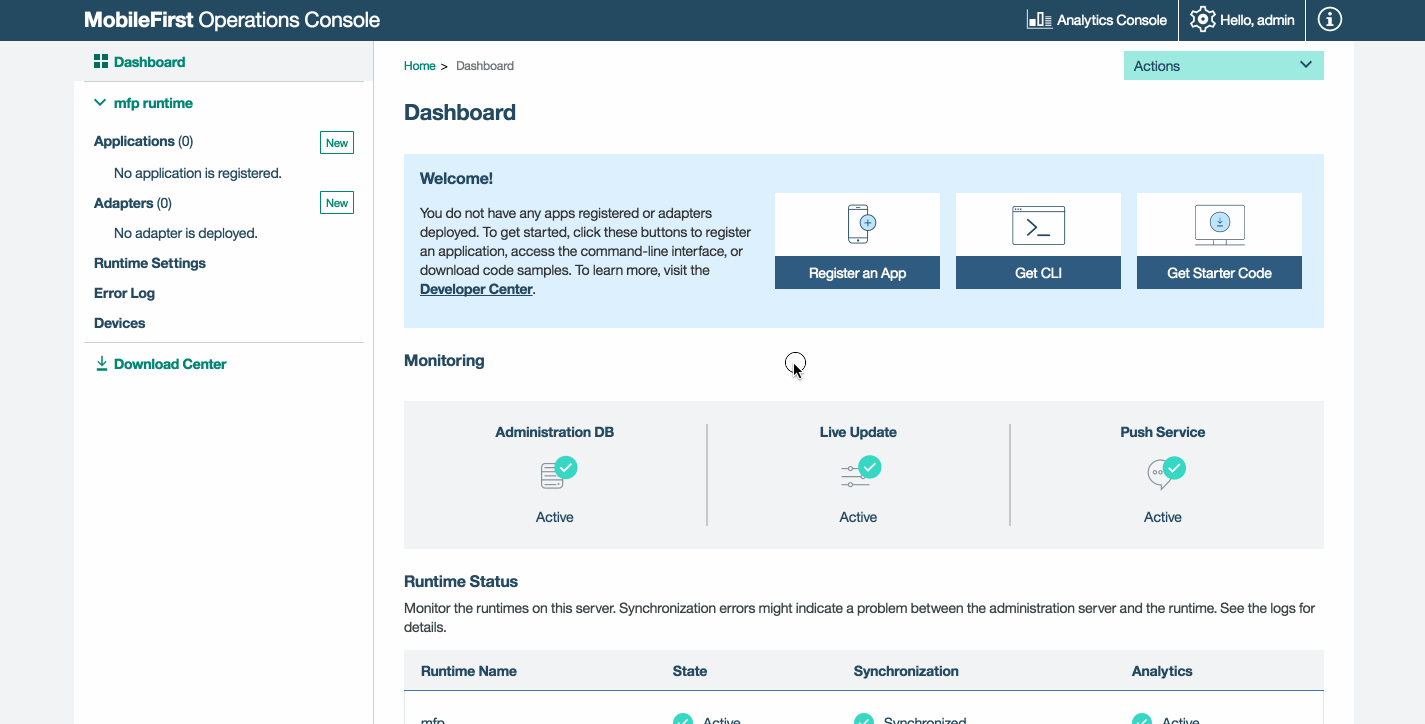 MobileFirst Operations Console
Analytics Console
Hello, admin
Dashboard
mfp runtime
Applications (0)
New
No application is registered.
Adapters (0)
New
No adapter is deployed.
Runtime Settings
Error Log
Devices
Download Center
Home > Dashboard
Actions
Dashboard
Welcome!
You do not have any apps registered or adapters
deployed. To get started, click these buttons to register
an application, access the command-line interface, or
download code samples. To learn more, visit the
Developer Center.
Register an App
Get CLI
Get Starter Code
Monitoring
Administration DB
Active
Live Update
Active
Push Service
Active
Runtime Status
Monitor the runtimes on this server. Synchronization errors might indicate a problem between the administration server and the runtime. See the logs for
details.
Runtime Name State Synchronization Analytics
mfp Active Synchronized Active